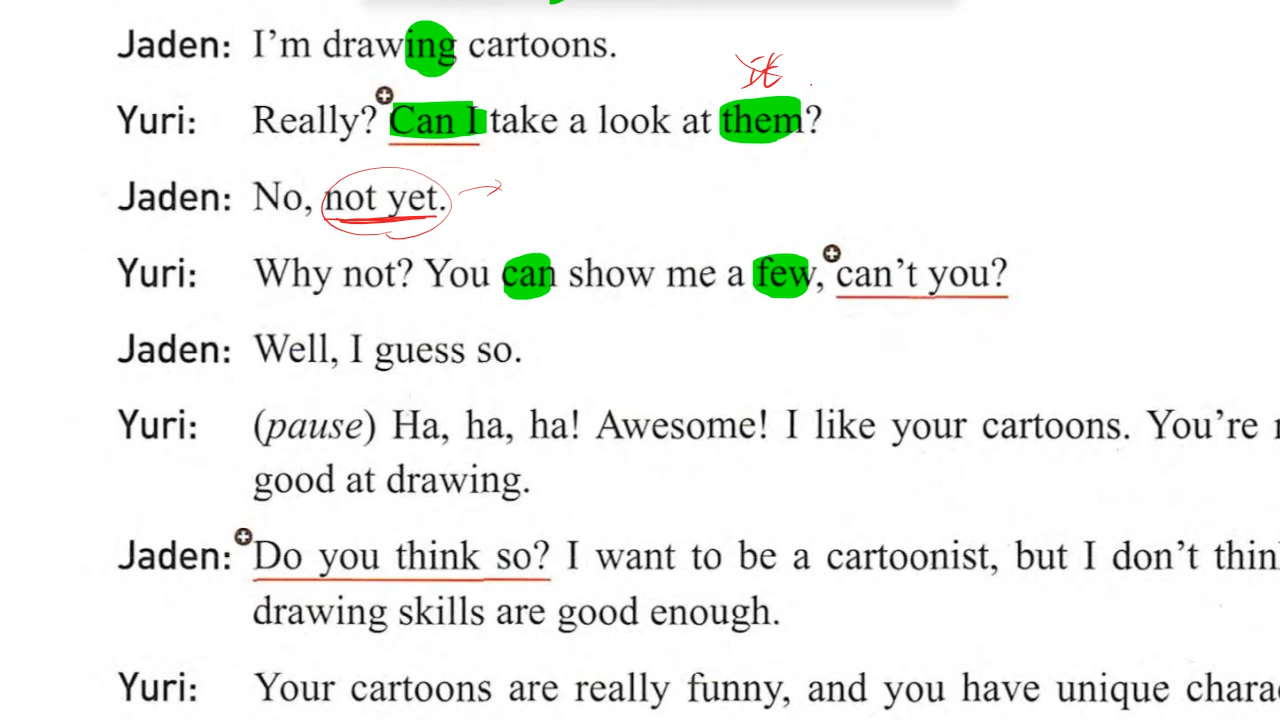 Jaden: I'm drawing cartoons.
it
Yuri: Really? Can I take a look at them?
Jaden: No, not yet.
Yuri: Why not? You can show me a few, can't you?
Jaden: Well, I guess so.
Yuri: (pause) Ha, ha, ha! Awesome! I like your cartoons. You're
good at drawing.
Jaden: Do you think so? I want to be a cartoonist, but I don't thin
drawing skills are good enough.
Yuri: Your cartoons are really funny, and you have unique chara